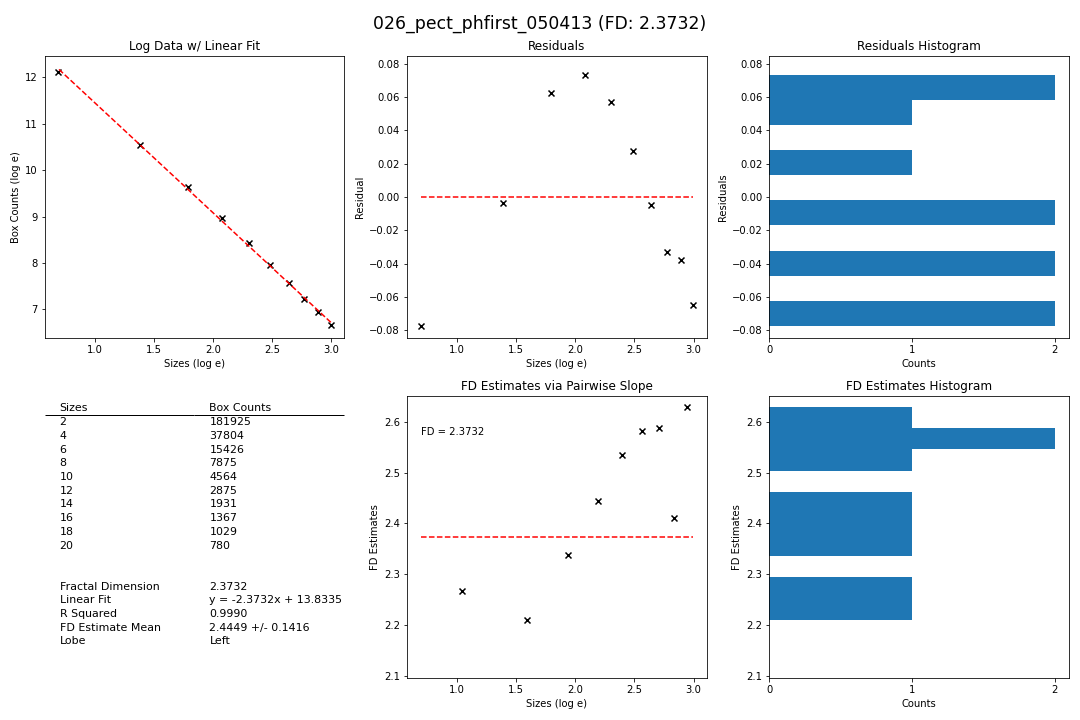 026_pect_phfirst_050413 (FD: 2.3732)
Log Data w/ Linear Fit
Box Counts (log e)
12
11
10
9
8
7
1.0 1.5 2.0 2.5 3.0
Sizes (log e)
Residuals
Residual
0.08
0.06
0.04
0.02
0.00
−0.02
−0.04
−0.06
−0.08
1.0 1.5 2.0 2.5 3.0
Sizes (log e)
Residuals Histogram
Residuals
0.08
0.06
0.04
0.02
0.00
−0.02
−0.04
−0.06
−0.08
0 1 2
Counts
Sizes Box Counts
2 181925
4 37804
6 15426
8 7875
10 4564
12 2875
14 1931
16 1367
18 1029
20 780
Fractal Dimension 2.3732
Linear Fit y = -2.3732x + 13.8335
R Squared 0.9990
FD Estimate Mean 2.4449 +/- 0.1416
Lobe Left
FD Estimates via Pairwise Slope
FD Estimates
2.6
2.5
2.4
2.3
2.2
2.1
FD = 2.3732
1.0 1.5 2.0 2.5 3.0
Sizes (log e)
FD Estimates Histogram
FD Estimates
2.6
2.5
2.4
2.3
2.2
2.1
0 1 2
Counts